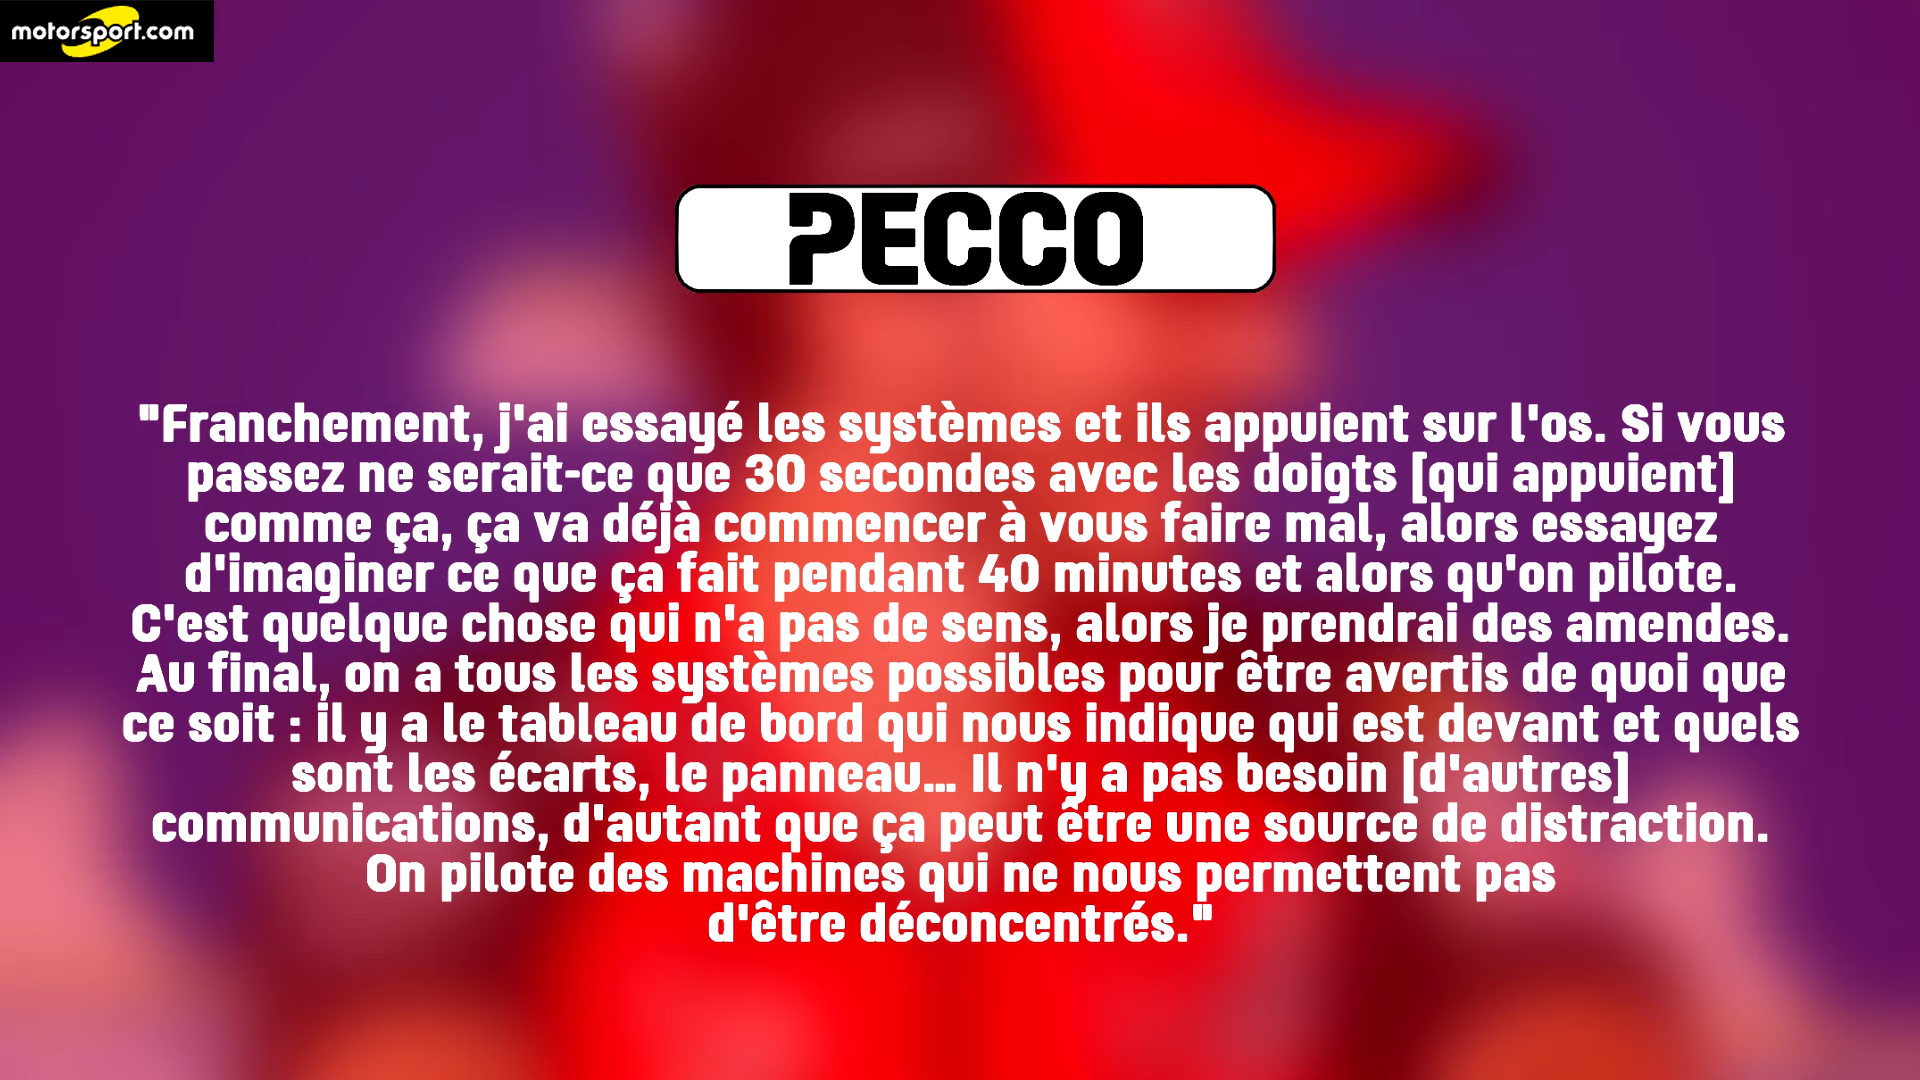 motorsport.com
PECCO
"Franchement, j'ai essayé les systèmes et ils appuient sur l'os. Si vous
passez ne serait-ce que 30 secondes avec les doigts [qui appuient]
comme ça, ça va déjà commencer à vous faire mal, alors essayez
d'imaginer ce que ça fait pendant 40 minutes et alors qu'on pilote.
C'est quelque chose qui n'a pas de sens, alors je prendrai des amendes.
Au final, on a tous les systèmes possibles pour être avertis de quoi que
ce soit : il y a le tableau de bord qui nous indique qui est devant et quels
sont les écarts, le panneau... Il n'y a pas besoin [d'autres]
communications, d'autant que ça peut être une source de distraction.
On pilote des machines qui ne nous permettent pas
d'être déconcentrés."